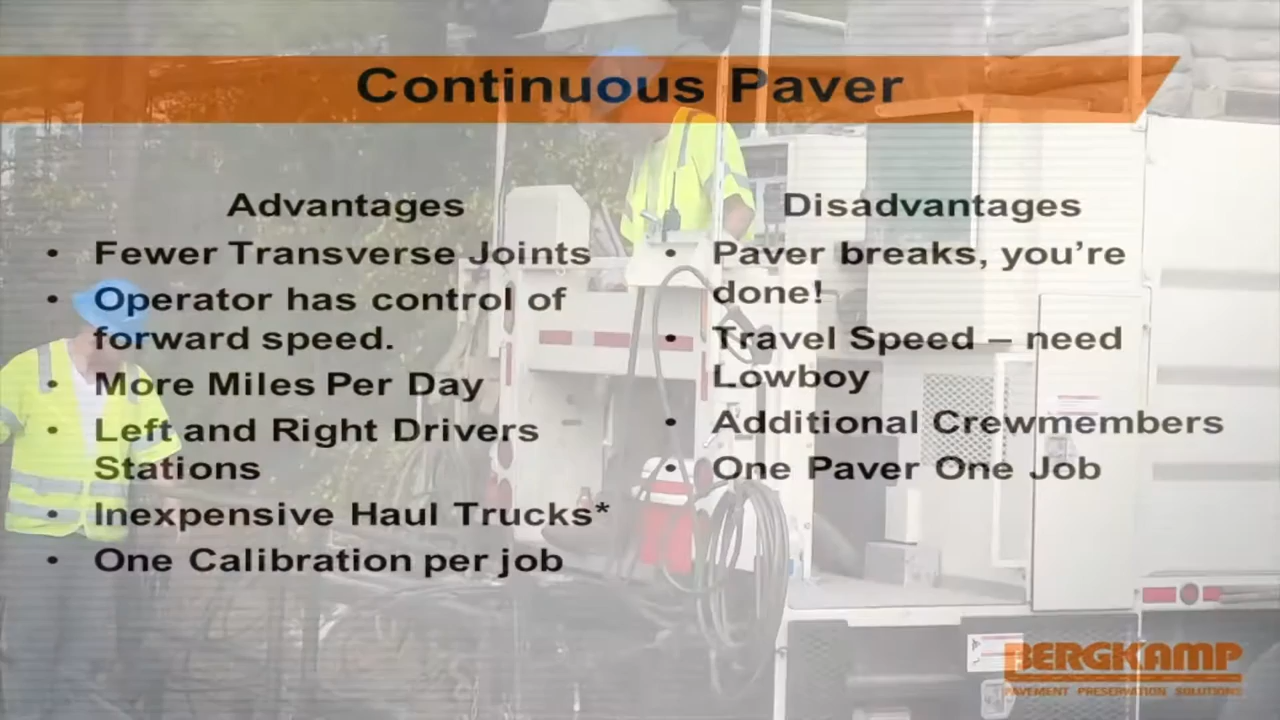 Continuous Paver
Advantages
• Fewer Transverse Joints
• Operator has control of
forward speed.
• More Miles Per Day
• Left and Right Drivers
Stations
• Inexpensive Haul Trucks*
• One Calibration per job
Disadvantages
• Paver breaks, you’re
done!
• Travel Speed – need
Lowboy
• Additional Crewmembers
• One Paver One Job
BERGKAMP
PAVEMENT PRESERVATION SOLUTIONS